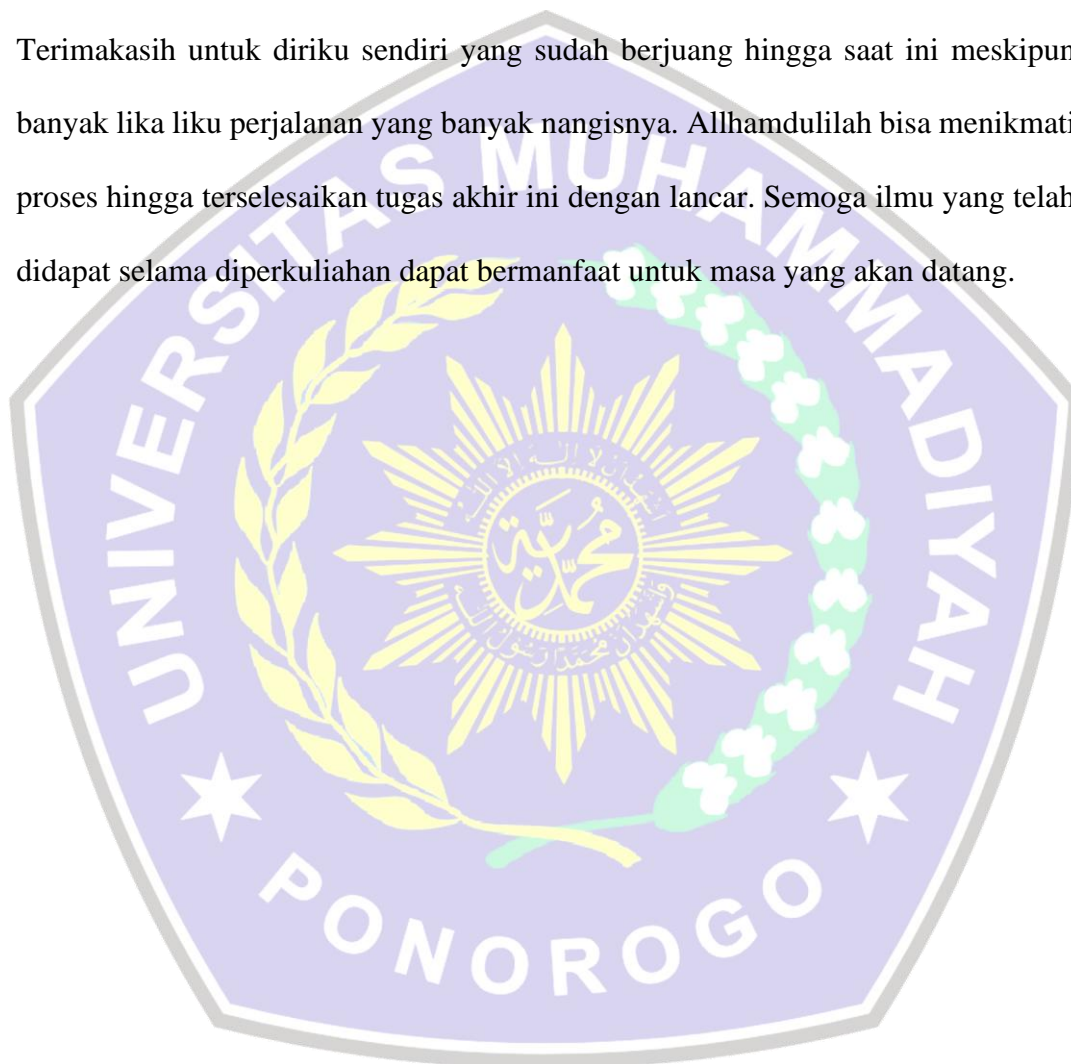 Terimakasih untuk diriku sendiri yang sudah berjuang hingga saat ini meskipun
banyak lika liku perjalanan yang banyak nangisnya. Allhamdulilah bisa menikmati
proses hingga terselesaikan tugas akhir ini dengan lancar. Semoga ilmu yang telah
didapat selama diperkuliahan dapat bermanfaat untuk masa yang akan datang.
UNIVERSITAS MUHAMMADIYAH
PONOROGO
محمدية